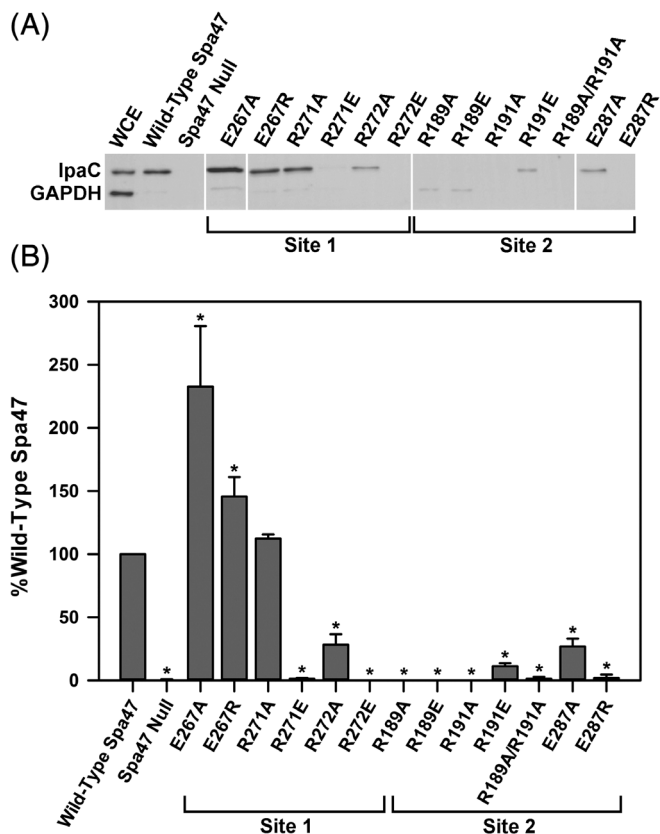 (A)
WCE
Wild-Type Spa47
Spa47 Null
E267A
E267R
R271A
R271E
R272A
R272E
R189A
R189E
R191A
R191E
R189A/R191A
E287A
E287R
IpaC
GAPDH
Site 1
Site 2
(B)
%Wild-Type Spa47
300
250
200
150
100
50
0
*
*
*
*
*
*
*
*
*
*
*
*
*
Wild-Type Spa47
Spa47 Null
E267A
E267R
R271A
R271E
R272A
R272E
R189A
R189E
R191A
R191E
R189A/R191A
E287A
E287R
Site 1
Site 2